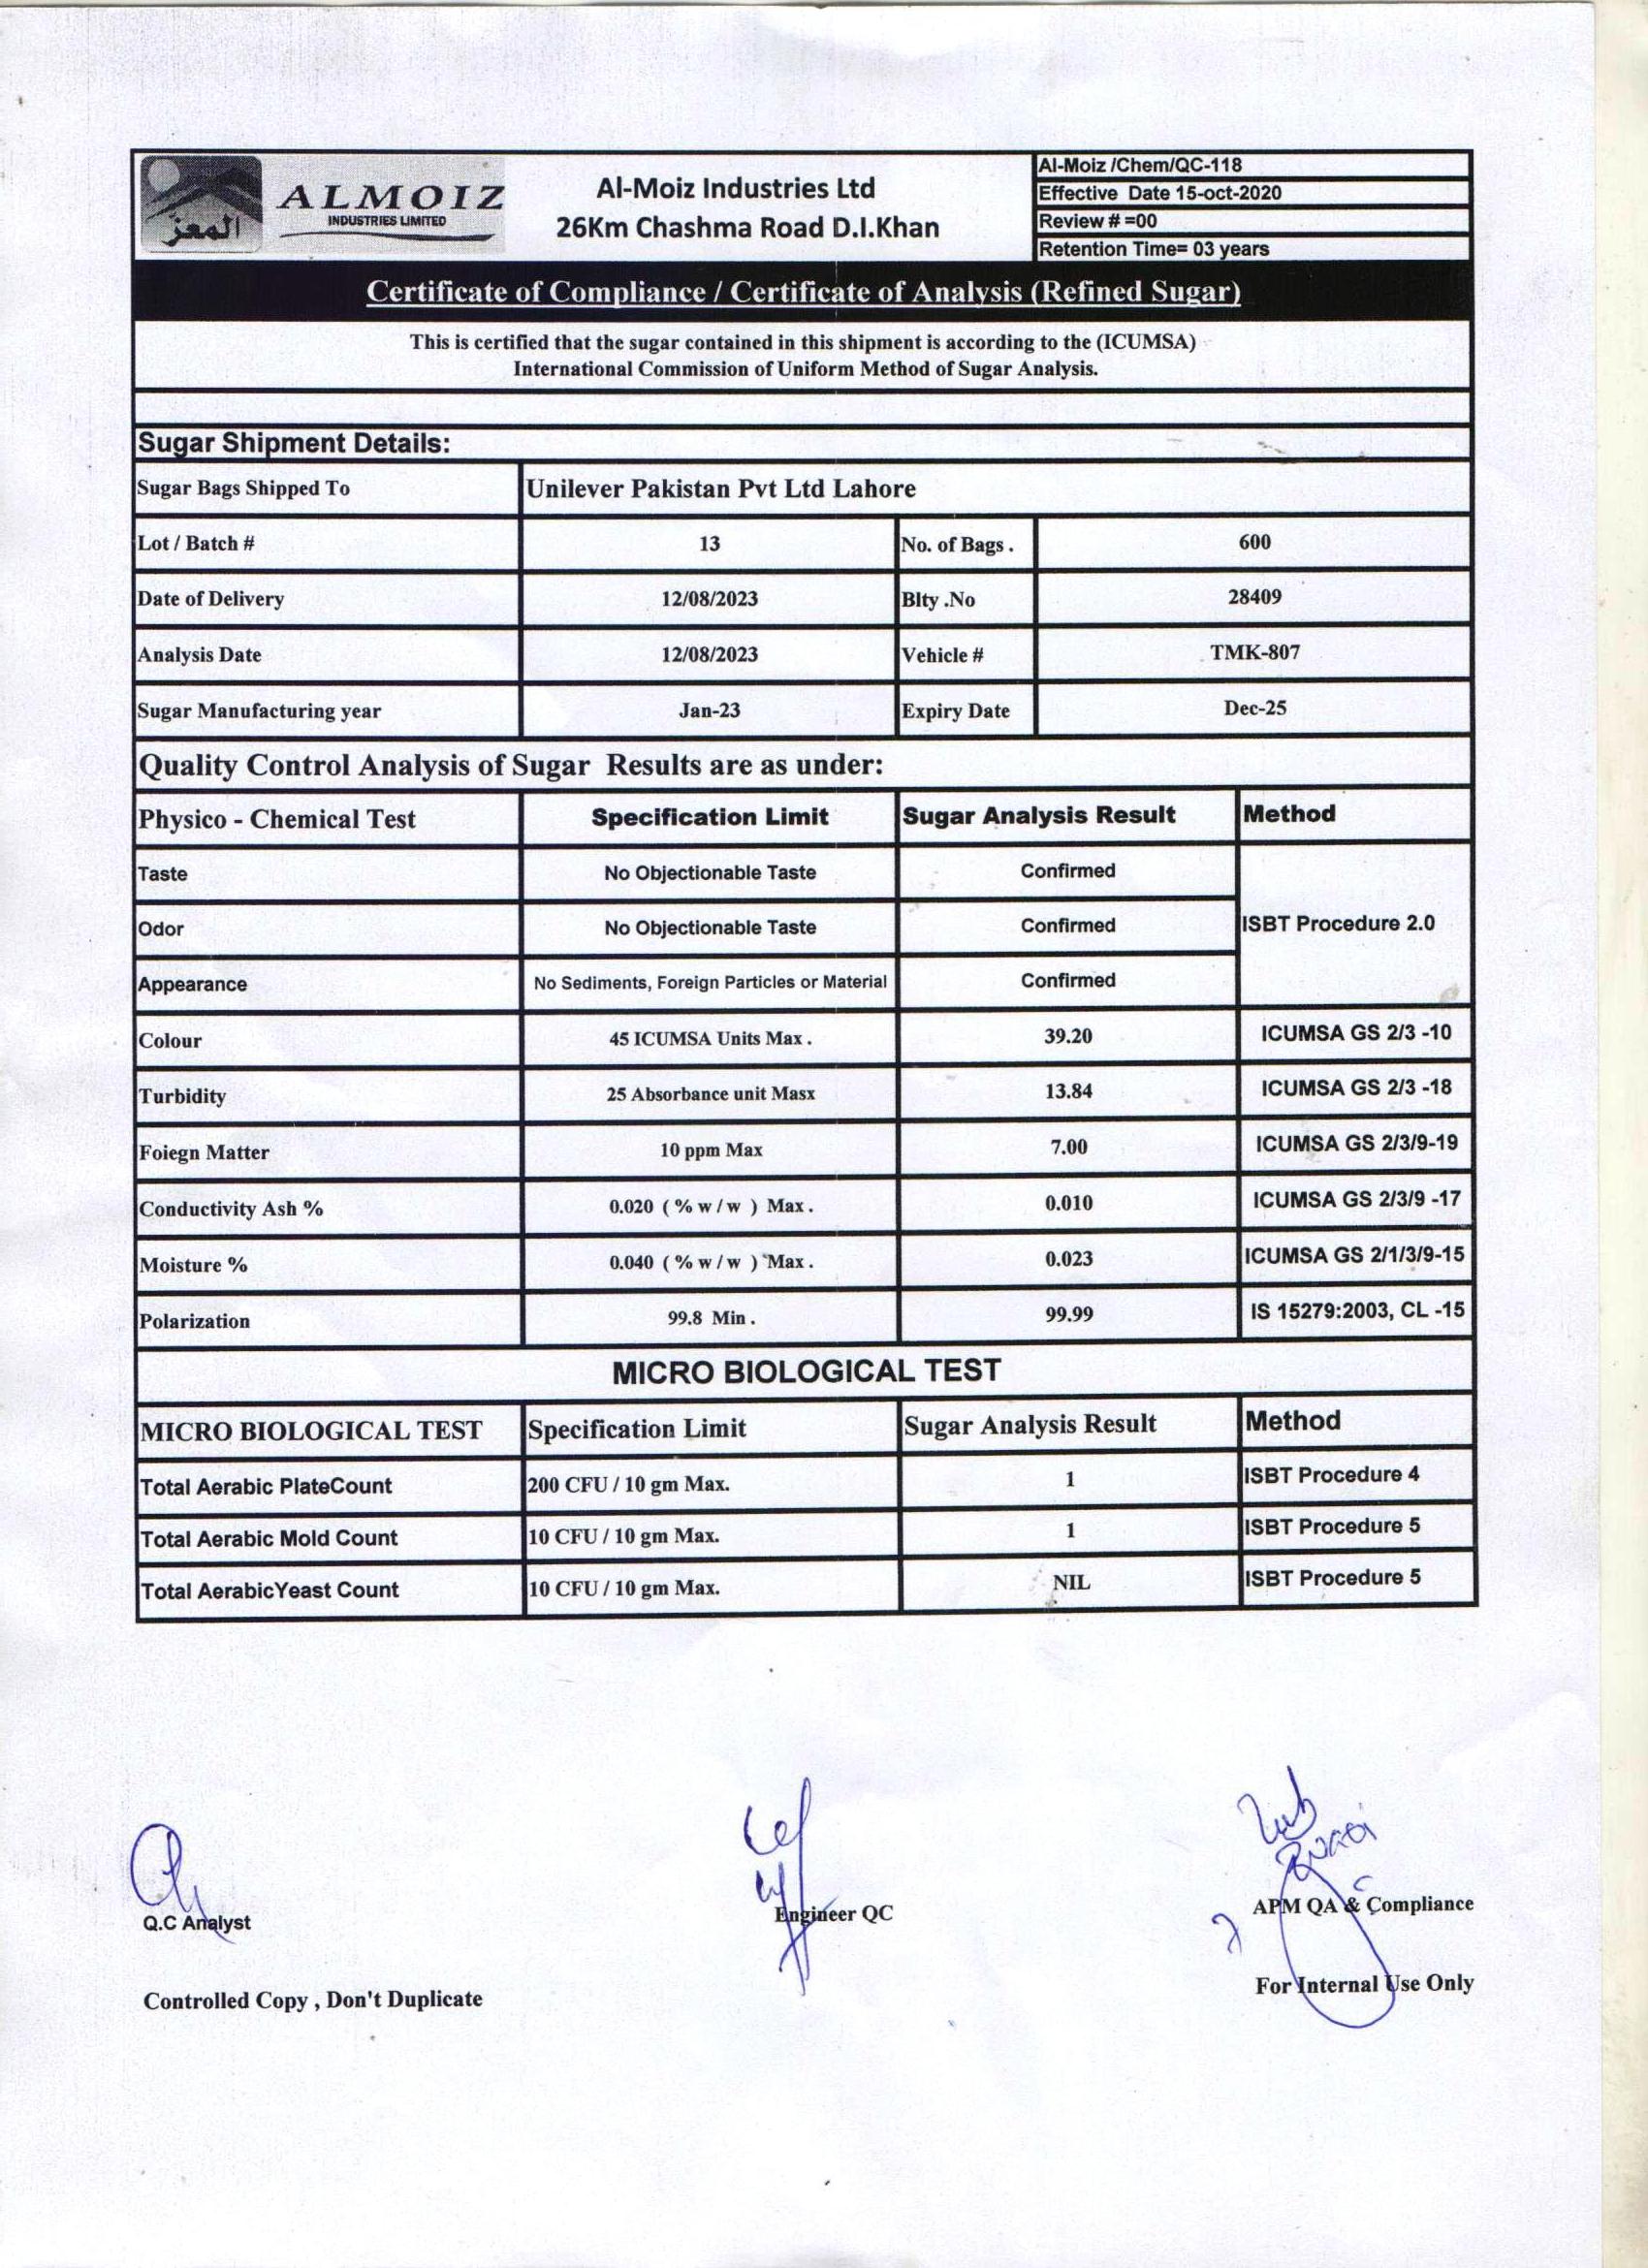 المعز
ALMOIZ
INDUSTRIES LIMITED
Al-Moiz Industries Ltd
26Km Chashma Road D.I.Khan
Al-Moiz /Chem/QC-118
Effective Date 15-oct-2020
Review # =00
Retention Time= 03 years
Certificate of Compliance / Certificate of Analysis (Refined Sugar)
This is certified that the sugar contained in this shipment is according to the (ICUMSA)
International Commission of Uniform Method of Sugar Analysis.
Sugar Shipment Details:
Sugar Bags Shipped To Unilever Pakistan Pvt Ltd Lahore
Lot / Batch # 13 No. of Bags . 600
Date of Delivery 12/08/2023 Blty .No 28409
Analysis Date 12/08/2023 Vehicle # TMK-807
Sugar Manufacturing year Jan-23 Expiry Date Dec-25
Quality Control Analysis of Sugar Results are as under:
Physico - Chemical Test Specification Limit Sugar Analysis Result Method
Taste No Objectionable Taste Confirmed
Odor No Objectionable Taste Confirmed ISBT Procedure 2.0
Appearance No Sediments, Foreign Particles or Material Confirmed
Colour 45 ICUMSA Units Max . 39.20 ICUMSA GS 2/3 -10
Turbidity 25 Absorbance unit Masx 13.84 ICUMSA GS 2/3 -18
Foiegn Matter 10 ppm Max 7.00 ICUMSA GS 2/3/9-19
Conductivity Ash % 0.020 ( % w / w ) Max . 0.010 ICUMSA GS 2/3/9 -17
Moisture % 0.040 ( % w / w ) Max . 0.023 ICUMSA GS 2/1/3/9-15
Polarization 99.8 Min . 99.99 IS 15279:2003, CL -15
MICRO BIOLOGICAL TEST
MICRO BIOLOGICAL TEST Specification Limit Sugar Analysis Result Method
Total Aerabic PlateCount 200 CFU / 10 gm Max. 1 ISBT Procedure 4
Total Aerabic Mold Count 10 CFU / 10 gm Max. 1 ISBT Procedure 5
Total AerabicYeast Count 10 CFU / 10 gm Max. NIL ISBT Procedure 5
Q.C Analyst Engineer QC APM QA & Compliance
Controlled Copy , Don't Duplicate For Internal Use Only